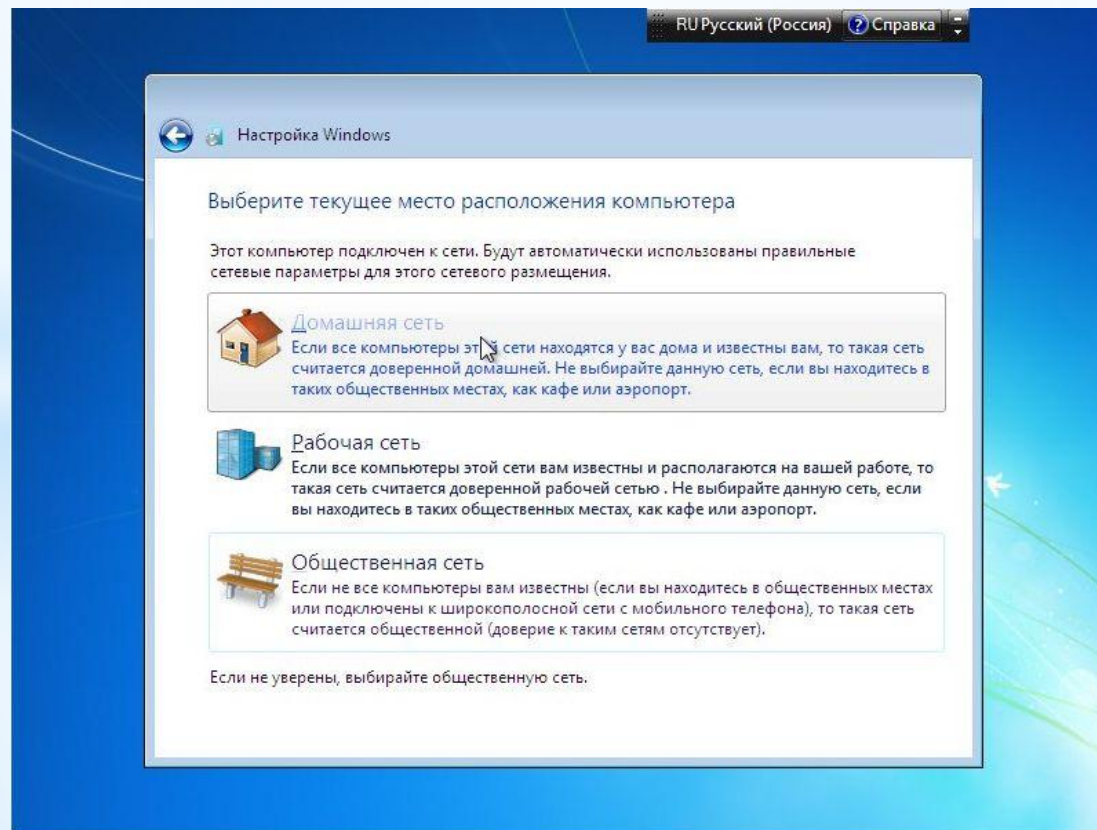 RU Русский (Россия) Справка
Настройка Windows
Выберите текущее место расположения компьютера
Этот компьютер подключен к сети. Будут автоматически использованы правильные
сетевые параметры для этого сетевого размещения.
Домашняя сеть
Если все компьютеры этой сети находятся у вас дома и известны вам, то такая сеть
считается доверенной домашней. Не выбирайте данную сеть, если вы находитесь в
таких общественных местах, как кафе или аэропорт.
Рабочая сеть
Если все компьютеры этой сети вам известны и располагаются на вашей работе, то
такая сеть считается доверенной рабочей сетью . Не выбирайте данную сеть, если
вы находитесь в таких общественных местах, как кафе или аэропорт.
Общественная сеть
Если не все компьютеры вам известны (если вы находитесь в общественных местах
или подключены к широкополосной сети с мобильного телефона), то такая сеть
считается общественной (доверие к таким сетям отсутствует).
Если не уверены, выбирайте общественную сеть.